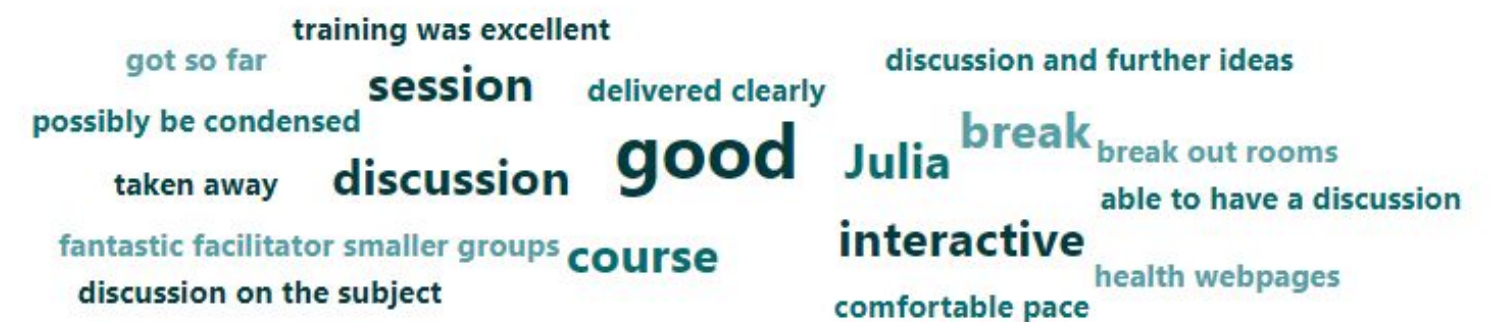 training was excellent
got so far
discussion and further ideas
session
delivered clearly
possibly be condensed
good
break
Julia
break out rooms
taken away
discussion
able to have a discussion
fantastic facilitator smaller groups
course
interactive
health webpages
discussion on the subject
comfortable pace